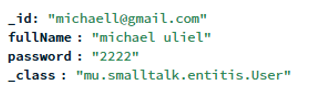 _id: "michaell@gmail.com"
fullName : "michael uliel"
password : "2222"
_class : "mu.smalltalk.entitis.User"